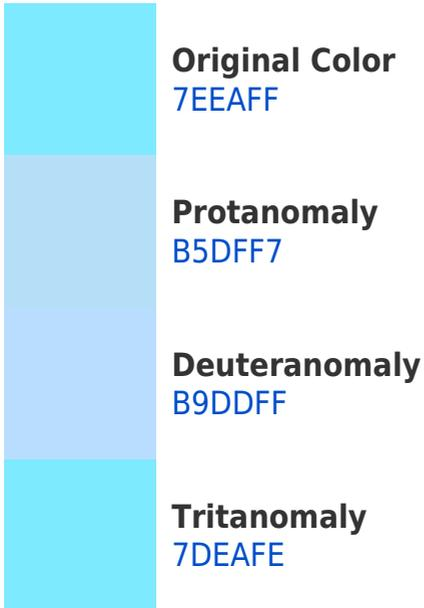 Original Color
7EEAFF
Protanomaly
B5DFF7
Deuteranomaly
B9DDFF
Tritanomaly
7DEAFE